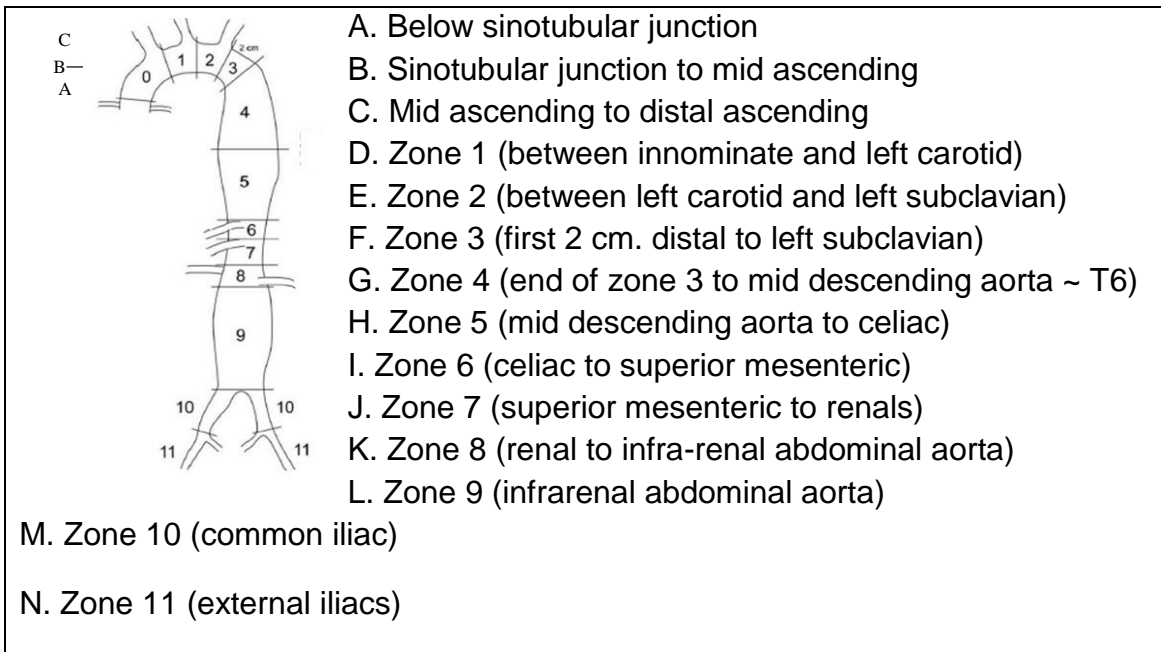 C
B—
A
0
1
2
2 cm
3
4
5
6
7
8
9
10
10
11
11
A. Below sinotubular junction
B. Sinotubular junction to mid ascending
C. Mid ascending to distal ascending
D. Zone 1 (between innominate and left carotid)
E. Zone 2 (between left carotid and left subclavian)
F. Zone 3 (first 2 cm. distal to left subclavian)
G. Zone 4 (end of zone 3 to mid descending aorta ~ T6)
H. Zone 5 (mid descending aorta to celiac)
I. Zone 6 (celiac to superior mesenteric)
J. Zone 7 (superior mesenteric to renals)
K. Zone 8 (renal to infra-renal abdominal aorta)
L. Zone 9 (infrarenal abdominal aorta)
M. Zone 10 (common iliac)
N. Zone 11 (external iliacs)